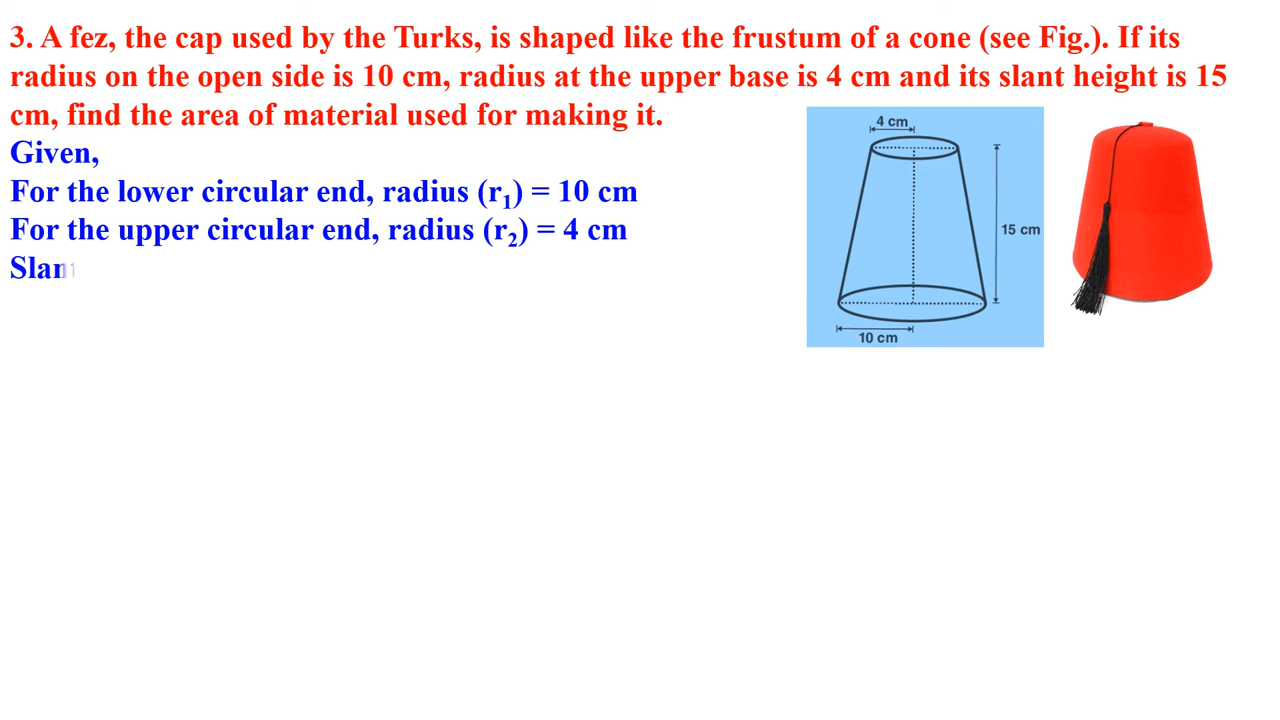 3. A fez, the cap used by the Turks, is shaped like the frustum of a cone (see Fig.). If its
radius on the open side is 10 cm, radius at the upper base is 4 cm and its slant height is 15
cm, find the area of material used for making it.
Given,
For the lower circular end, radius (r₁) = 10 cm
For the upper circular end, radius (r₂) = 4 cm
Slant
4 cm
15 cm
10 cm